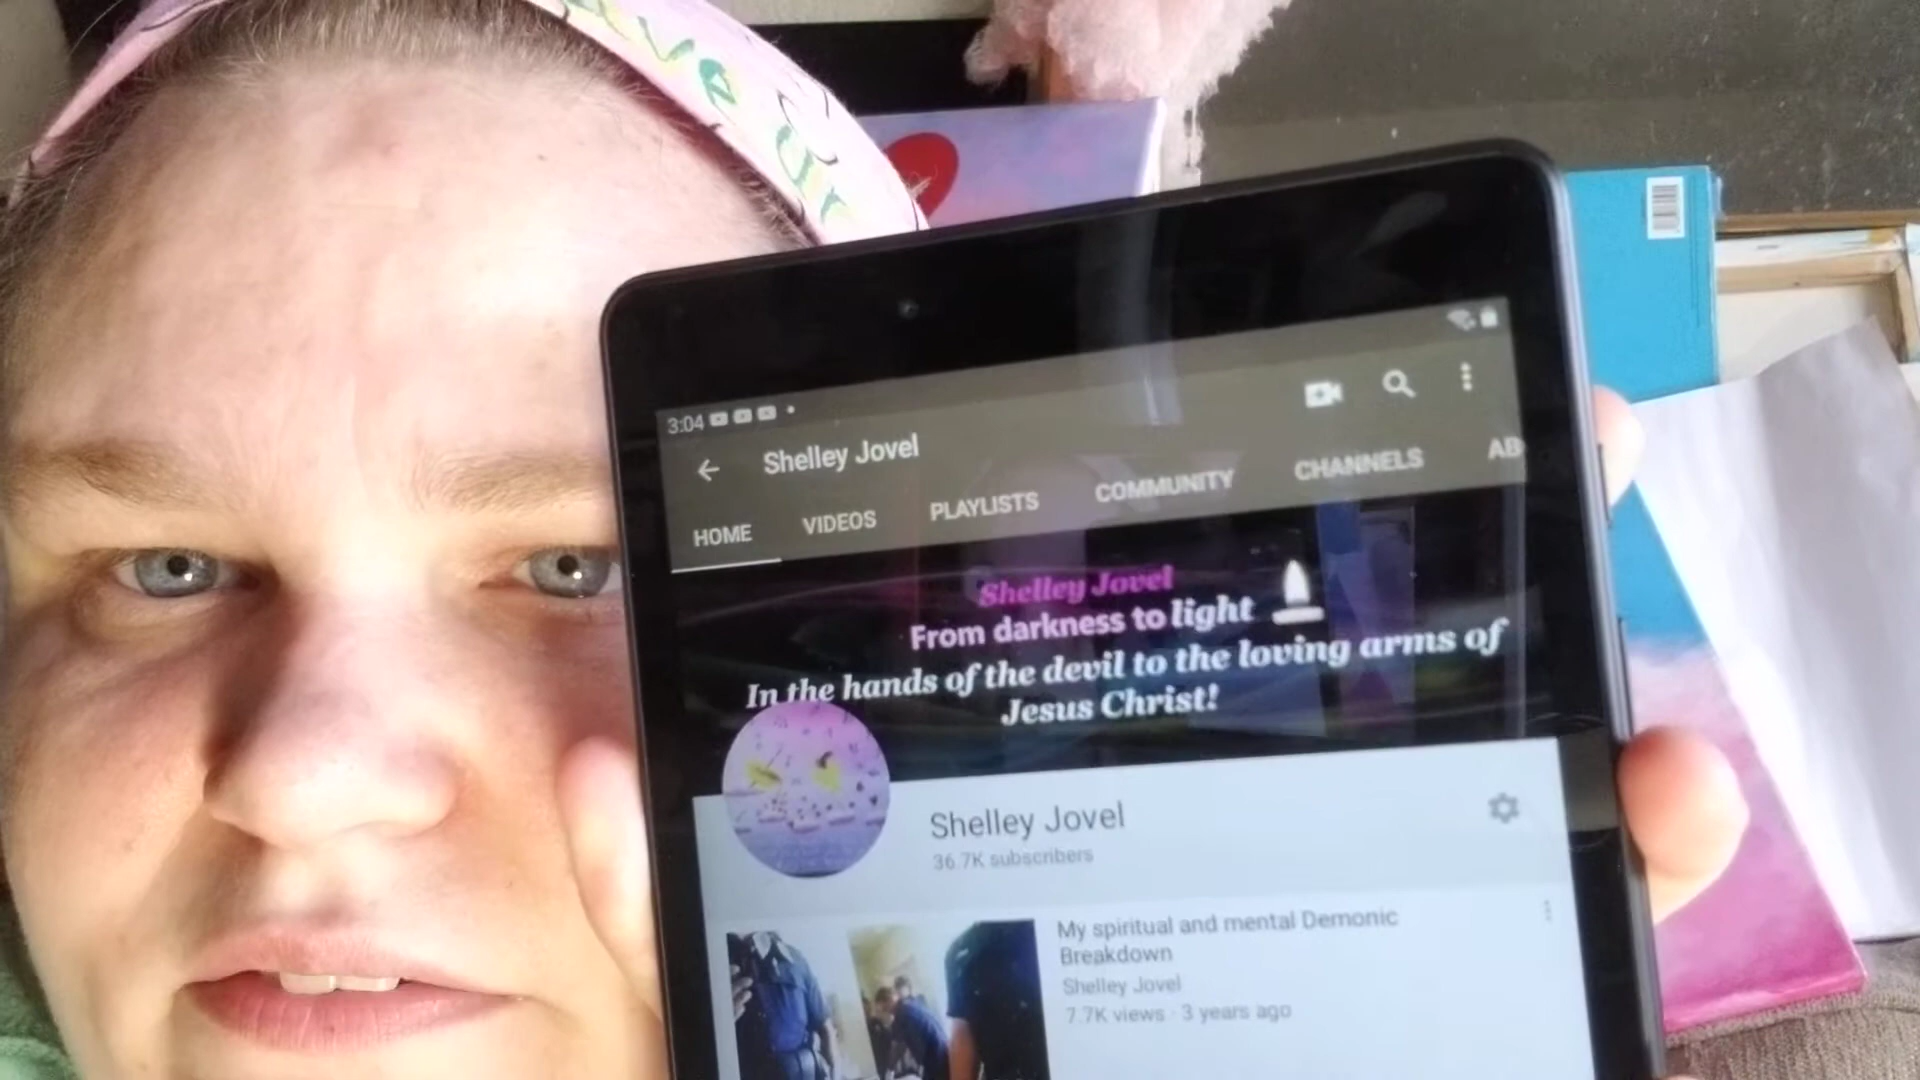 3:04
Shelley Jovel
HOME VIDEOS PLAYLISTS COMMUNITY CHANNELS AB
Shelley Jovel
From darkness to light
In the hands of the devil to the loving arms of
Jesus Christ!
Shelley Jovel
36.7K subscribers
My spiritual and mental Demonic
Breakdown
Shelley Jovel
7.7K views · 3 years ago